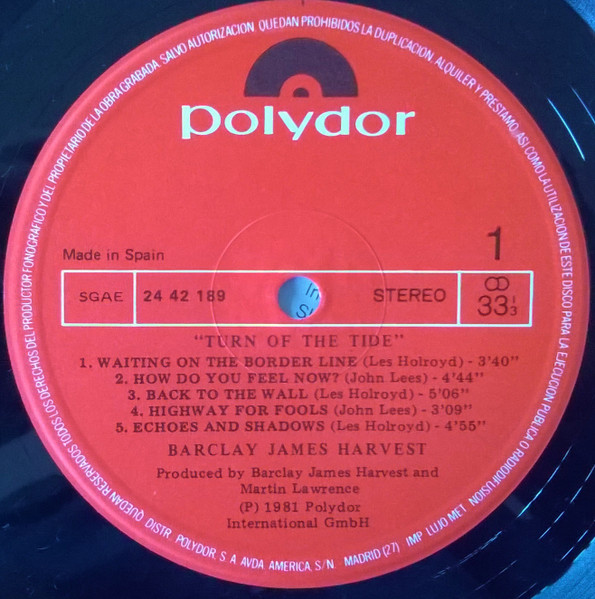 RESERVADOS TODOS LOS DERECHOS DEL PRODUCTOR FONOGRAFICO Y DEL PROPIETARIO DE LA OBRA GRABADA. SALVO AUTORIZACION, QUEDAN PROHIBIDOS LA DUPLICACION, ALQUILER Y PRESTAMO, ASI COMO LA UTILIZACION DE ESTE DISCO PARA LA EJECUCION PUBLICA O RADIODIFUSION
polydor
Made in Spain
1
SGAE
24 42 189
STEREO
33 1/3
"TURN OF THE TIDE"
1. WAITING ON THE BORDER LINE (Les Holroyd) - 3'40"
2. HOW DO YOU FEEL NOW? (John Lees) - 4'44"
3. BACK TO THE WALL (Les Holroyd) - 5'06"
4. HIGHWAY FOR FOOLS (John Lees) - 3'09"
5. ECHOES AND SHADOWS (Les Holroyd) - 4'55"
BARCLAY JAMES HARVEST
Produced by Barclay James Harvest and
Martin Lawrence
(P) 1981 Polydor
International GmbH
QUEDAN DISTR. POLYDOR, S. A. AVDA. AMERICA, S/N. MADRID (27) IMP. LUJO MET.